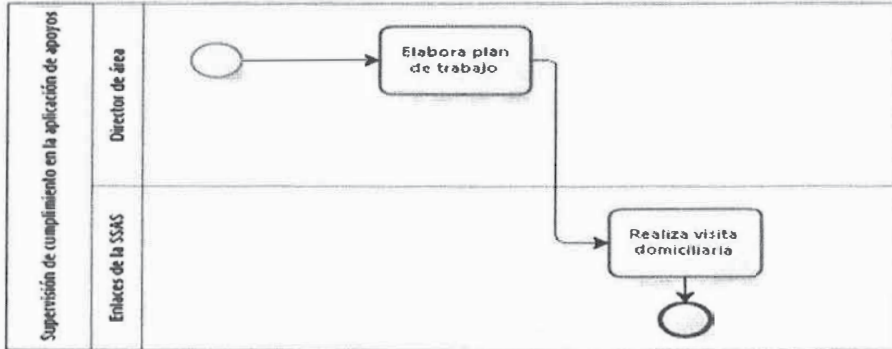 Supervisión de cumplimiento en la aplicación de apoyos
Director de área
Elabora plan
de trabajo
Enlaces de la SSAS
Realiza visita
domiciliaria